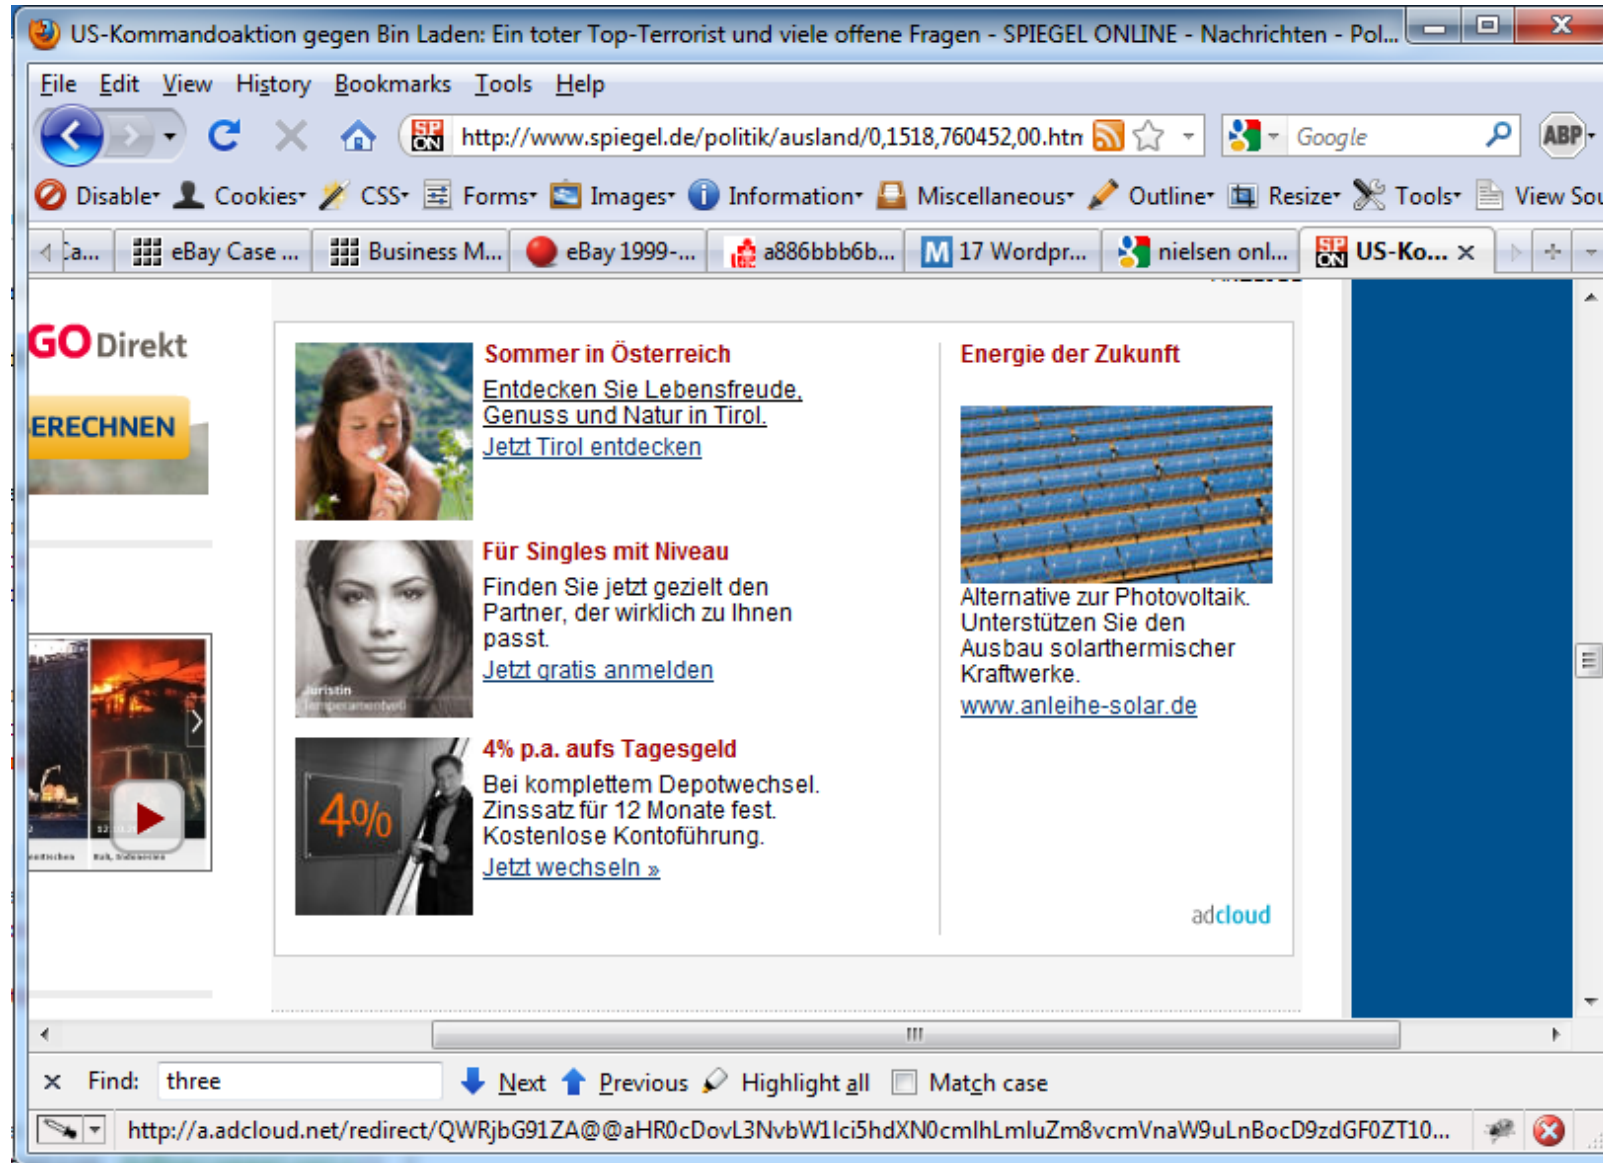 US-Kommandoaktion gegen Bin Laden: Ein toter Top-Terrorist und viele offene Fragen - SPIEGEL ONLINE - Nachrichten - Pol...
File Edit View History Bookmarks Tools Help
SP ON http://www.spiegel.de/politik/ausland/0,1518,760452,00.htm Google ABP
Disable Cookies CSS Forms Images Information Miscellaneous Outline Resize Tools View Sou
Ca... eBay Case ... Business M... eBay 1999-... a886bbb6b... M 17 Wordpr... nielsen onl... SP ON US-Ko...
GO Direkt
ERECHNEN
Sommer in Österreich
Entdecken Sie Lebensfreude,
Genuss und Natur in Tirol.
Jetzt Tirol entdecken
Für Singles mit Niveau
Finden Sie jetzt gezielt den
Partner, der wirklich zu Ihnen
passt.
Jetzt gratis anmelden
Juristin
Temperamentvoll
4% p.a. aufs Tagesgeld
Bei komplettem Depotwechsel.
Zinssatz für 12 Monate fest.
Kostenlose Kontoführung.
Jetzt wechseln »
4%
Energie der Zukunft
Alternative zur Photovoltaik.
Unterstützen Sie den
Ausbau solarthermischer
Kraftwerke.
www.anleihe-solar.de
adcloud
Find: three Next Previous Highlight all Match case
http://a.adcloud.net/redirect/QWRjbG91ZA@@aHR0cDovL3NvbW1lci5hdXN0cmlhLmluZm8vcmVnaW9uLnBocD9zdGF0ZT10...